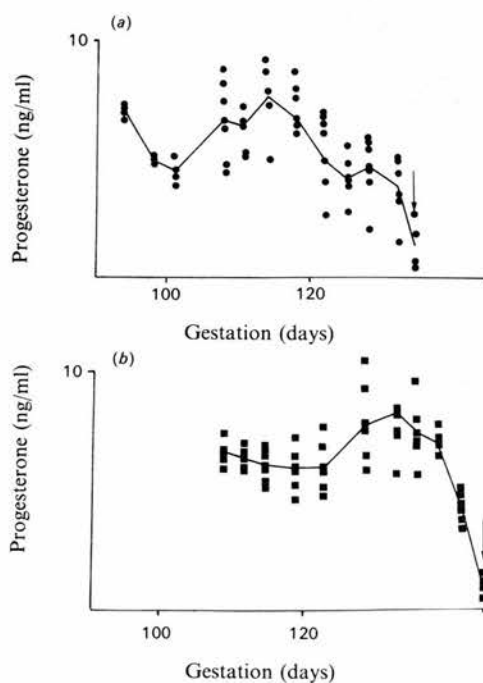 (a)
10
Progesterone (ng/ml)
100
120
Gestation (days)
(b)
10
Progesterone (ng/ml)
100
120
Gestation (days)